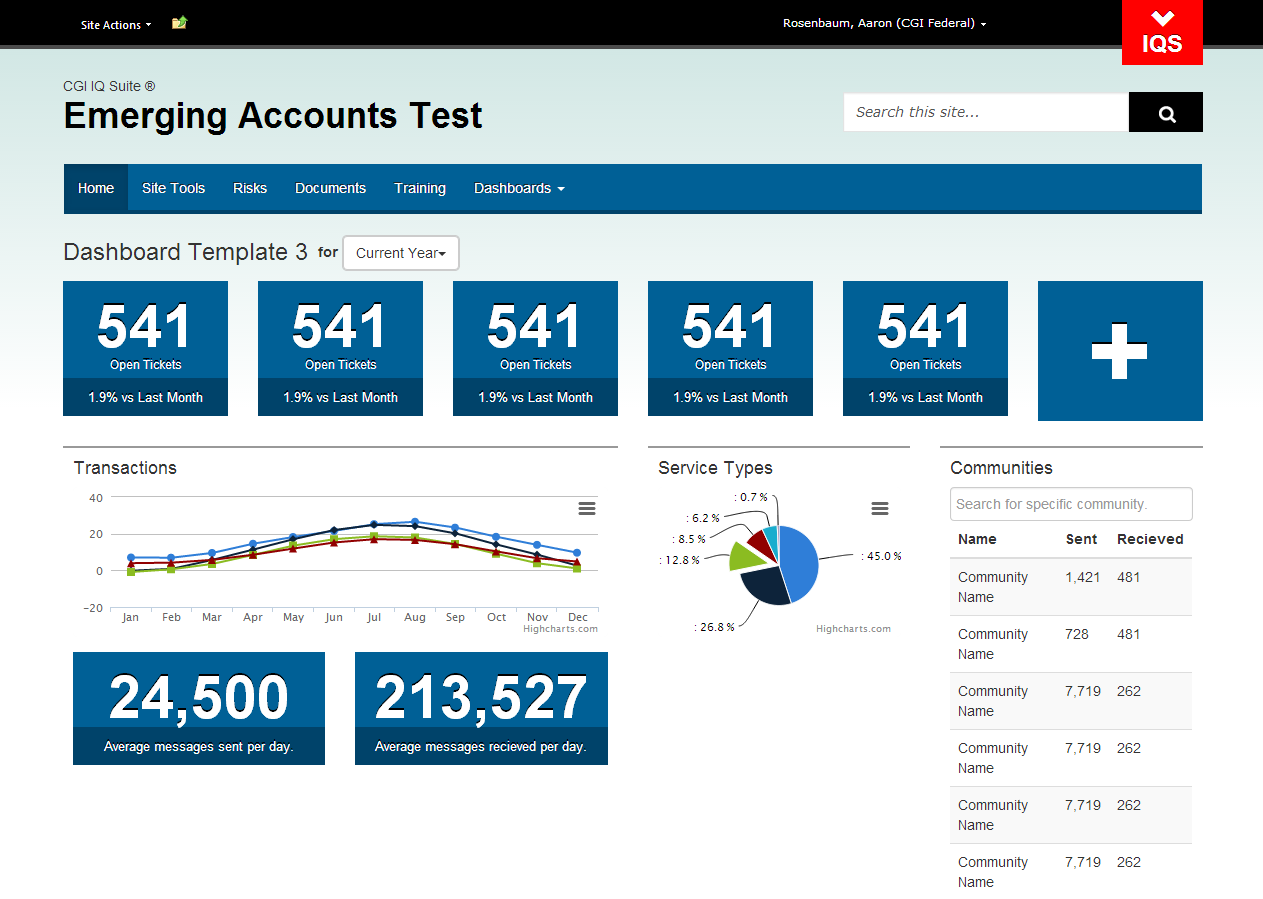 Site Actions
Rosenbaum, Aaron (CGI Federal)
IQS
CGI IQ Suite ®
Emerging Accounts Test
Search this site...
Home Site Tools Risks Documents Training Dashboards
Dashboard Template 3 for Current Year
541 541 541 541 541
Open Tickets Open Tickets Open Tickets Open Tickets Open Tickets
1.9% vs Last Month 1.9% vs Last Month 1.9% vs Last Month 1.9% vs Last Month 1.9% vs Last Month
Transactions
40
20
0
−20
Jan Feb Mar Apr May Jun Jul Aug Sep Oct Nov Dec
Highcharts.com
24,500
Average messages sent per day.
213,527
Average messages recieved per day.
Service Types
: 0.7 %
: 6.2 %
: 8.5 %
: 12.8 %
: 45.0 %
: 26.8 %
Highcharts.com
Communities
Search for specific community.
Name Sent Recieved
Community 1,421 481
Name
Community 728 481
Name
Community 7,719 262
Name
Community 7,719 262
Name
Community 7,719 262
Name
Community 7,719 262
Name